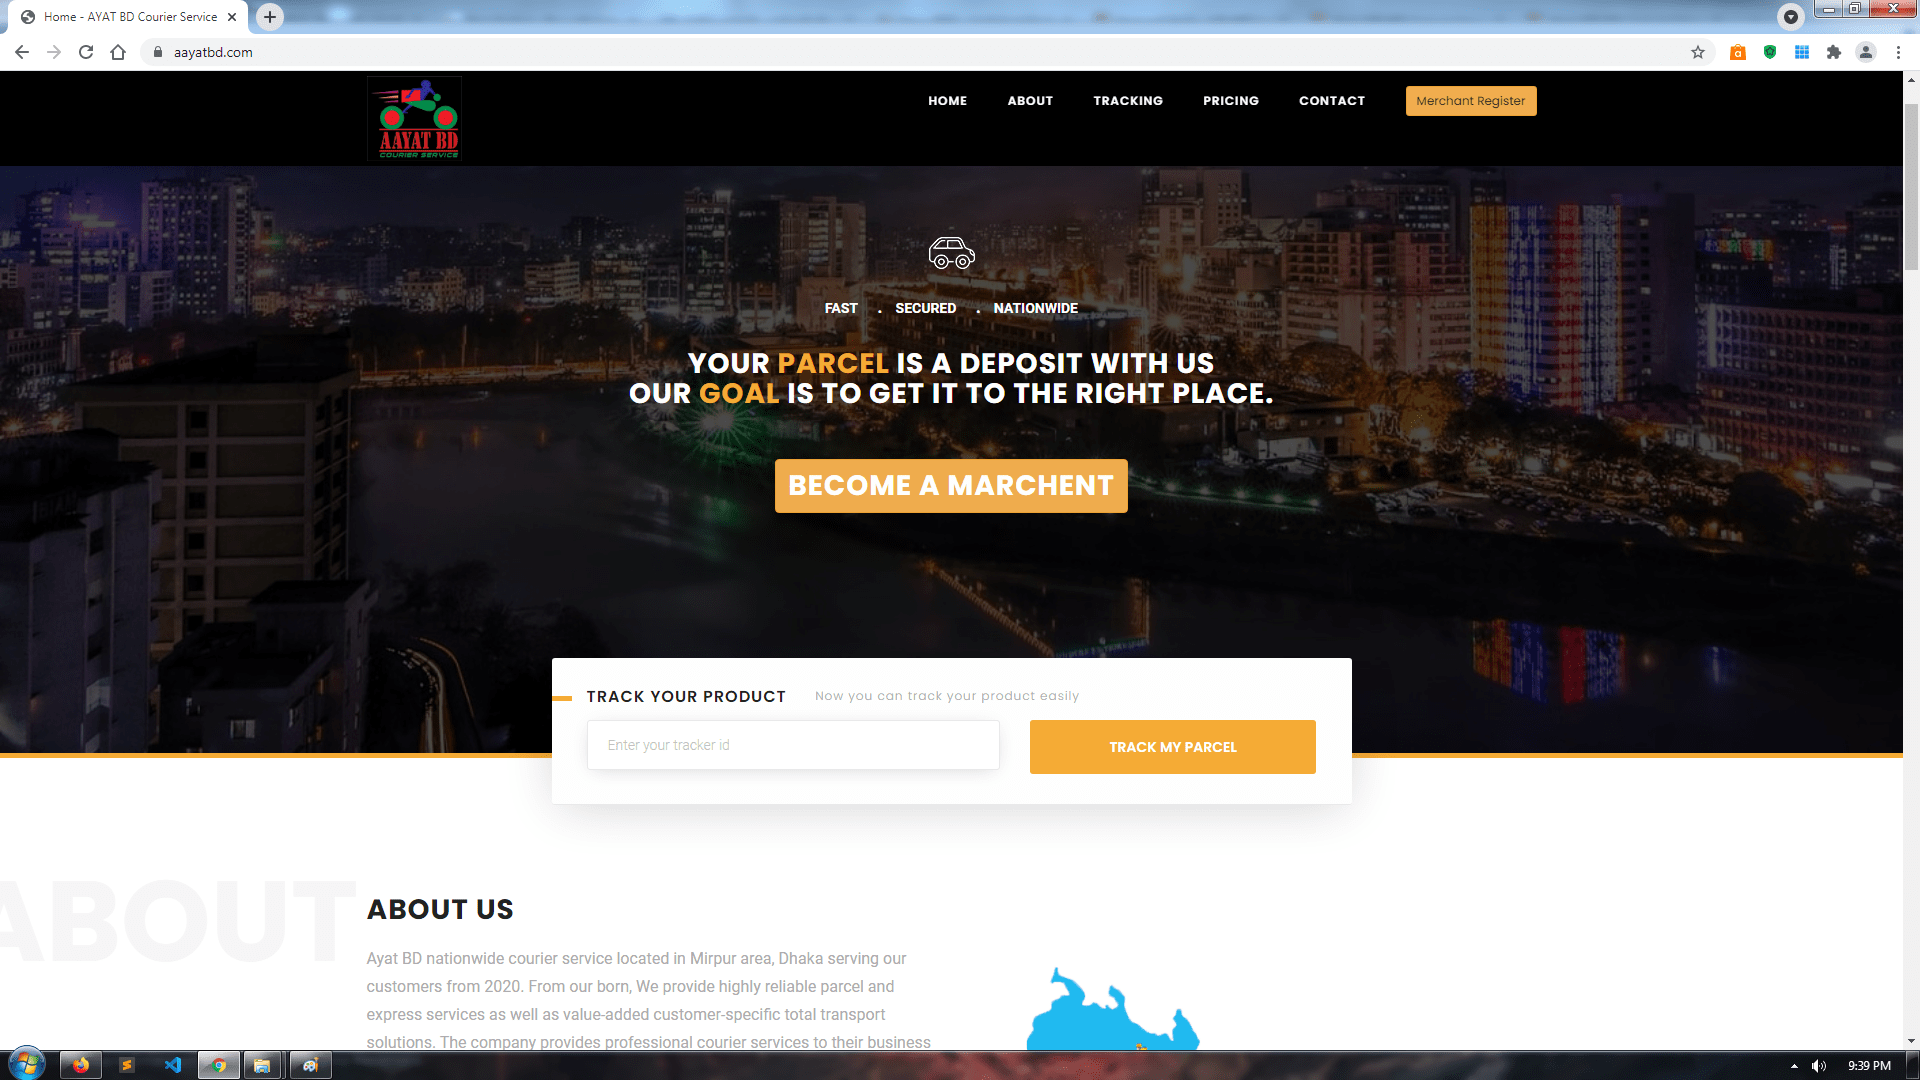 Home - AYAT BD Courier Service
aayatbd.com
AAYAT BD
COURIER SERVICE
HOME ABOUT TRACKING PRICING CONTACT Merchant Register
FAST . SECURED . NATIONWIDE
YOUR PARCEL IS A DEPOSIT WITH US
OUR GOAL IS TO GET IT TO THE RIGHT PLACE.
BECOME A MARCHENT
TRACK YOUR PRODUCT Now you can track your product easily
Enter your tracker id TRACK MY PARCEL
ABOUT
ABOUT US
Ayat BD nationwide courier service located in Mirpur area, Dhaka serving our
customers from 2020. From our born, We provide highly reliable parcel and
express services as well as value-added customer-specific total transport
solutions. The company provides professional courier services to their business
9:39 PM